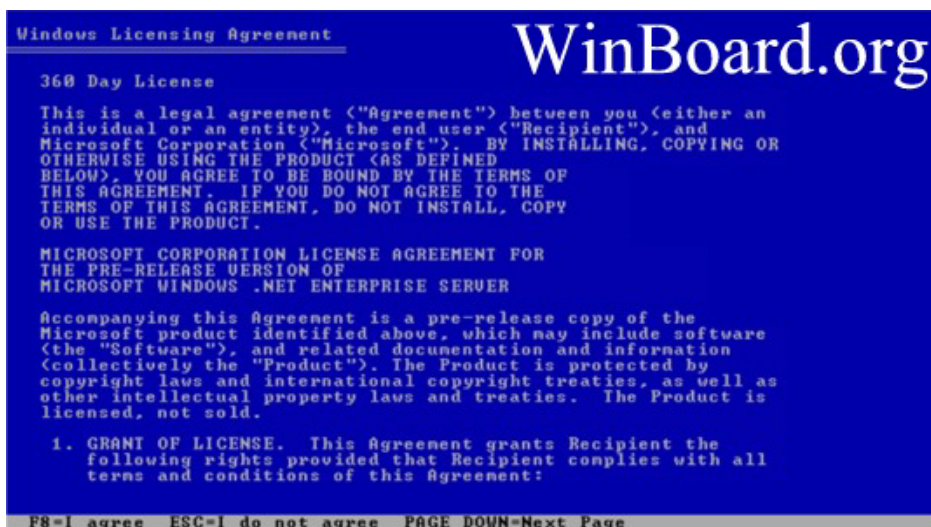 Windows Licensing Agreement
WinBoard.org
360 Day License
This is a legal agreement ("Agreement") between you (either an
individual or an entity), the end user ("Recipient"), and
Microsoft Corporation ("Microsoft").  BY INSTALLING, COPYING OR
OTHERWISE USING THE PRODUCT (AS DEFINED
BELOW), YOU AGREE TO BE BOUND BY THE TERMS OF
THIS AGREEMENT.  IF YOU DO NOT AGREE TO THE
TERMS OF THIS AGREEMENT, DO NOT INSTALL, COPY
OR USE THE PRODUCT.
MICROSOFT CORPORATION LICENSE AGREEMENT FOR
THE PRE-RELEASE VERSION OF
MICROSOFT WINDOWS .NET ENTERPRISE SERVER
Accompanying this Agreement is a pre-release copy of the
Microsoft product identified above, which may include software
(the "Software"), and related documentation and information
(collectively the "Product"). The Product is protected by
copyright laws and international copyright treaties, as well as
other intellectual property laws and treaties.  The Product is
licensed, not sold.
1. GRANT OF LICENSE.  This Agreement grants Recipient the
following rights provided that Recipient complies with all
terms and conditions of this Agreement:
F8=I agree  ESC=I do not agree  PAGE DOWN=Next Page